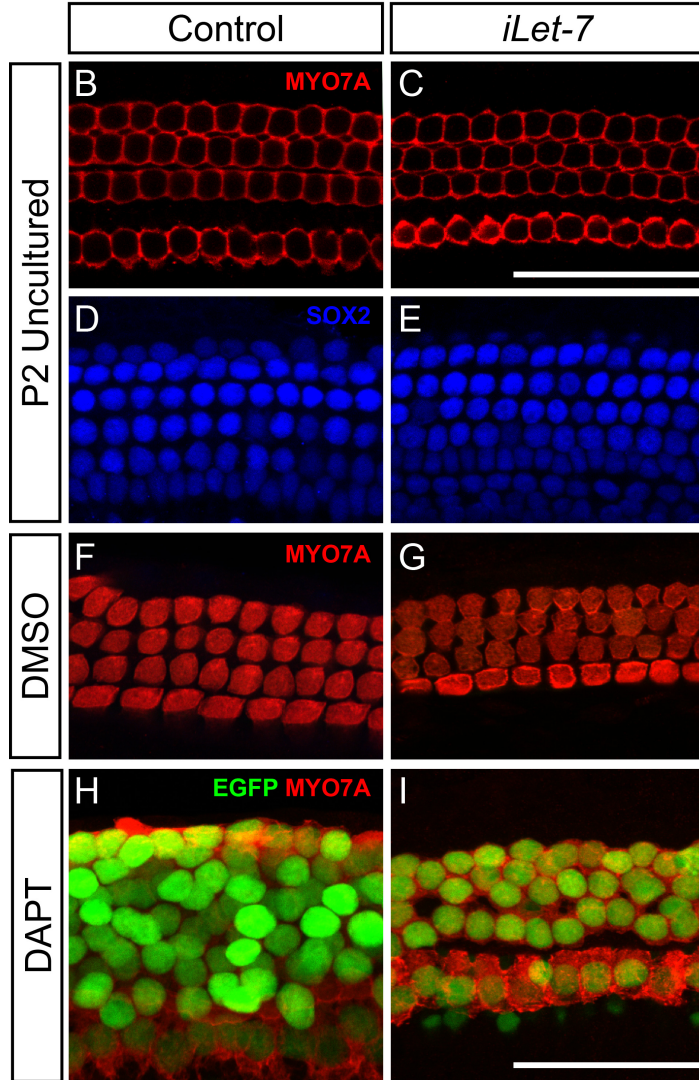 Control
iLet-7
P2 Uncultured
B
MYO7A
C
D
SOX2
E
DMSO
F
MYO7A
G
DAPT
H
EGFP MYO7A
I